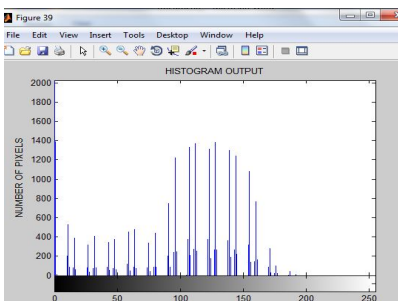 Figure 39
File Edit View Insert Tools Desktop Window Help
HISTOGRAM OUTPUT
NUMBER OF PIXELS
2000
1800
1600
1400
1200
1000
800
600
400
200
0
0 50 100 150 200 250